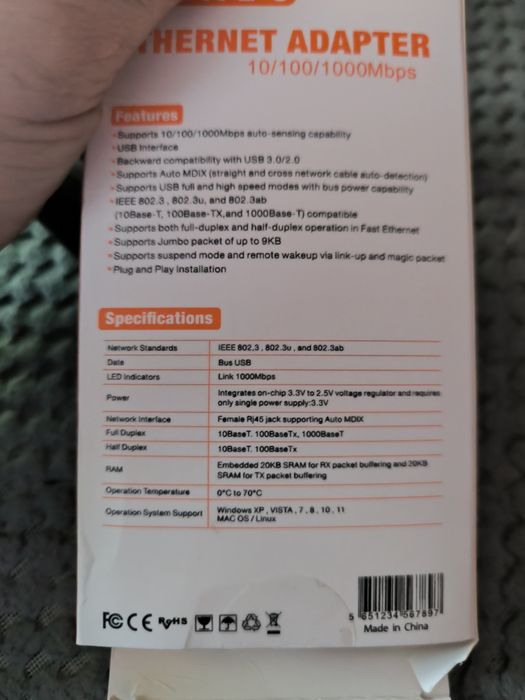 THERNET ADAPTER
10/100/1000Mbps
Features
Supports 10/100/1000Mbps auto-sensing capability
USB Interface
Backward compatibility with USB 3.0/2.0
Supports Auto MDIX (straight and cross network cable auto-detection)
Supports USB full and high speed modes with bus power capability
IEEE 802.3, 802.3u, and 802.3ab
(10Base-T, 100Base-TX,and 1000Base-T) compatible
Supports both full-duplex and half-duplex operation in Fast Ethernet
Supports Jumbo packet of up to 9KB
Supports suspend mode and remote wakeup via link-up and magic packet
Plug and Play Installation
Specifications
Network Standards IEEE 802.3 , 802.3u , and 802.3ab
Date Bus USB
LED Indicators Link 1000Mbps
Power Integrates on-chip 3.3V to 2.5V voltage regulator and requires
only single power supply:3.3V
Network Interface Female RJ45 jack supporting Auto MDIX
Full Duplex 10BaseT, 100BaseTx, 1000BaseT
Half Duplex 10BaseT, 100BaseTx
RAM Embedded 20KB SRAM for RX packet buffering and 20KB
SRAM for TX packet buffering
Operation Temperature 0°C to 70°C
Operation System Support Windows XP , VISTA , 7 , 8 , 10 , 11
MAC OS / Linux
FC CE RoHS
5 651234 567897
Made in China